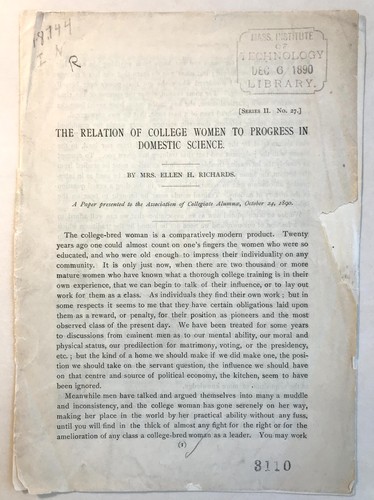 19744
I N
R
MASS. INSTITUTE
OF
TECHNOLOGY
DEC 6 1890
LIBRARY.
[SERIES II. No. 27.]
THE RELATION OF COLLEGE WOMEN TO PROGRESS IN
DOMESTIC SCIENCE.
BY MRS. ELLEN H. RICHARDS.
A Paper presented to the Association of Collegiate Alumnæ, October 24, 1890.
The college-bred woman is a comparatively modern product. Twenty
years ago one could almost count on one's fingers the women who were so
educated, and who were old enough to impress their individuality on any
community. It is only just now, when there are two thousand or more
mature women who have known what a thorough college training is in their
own experience, that we can begin to talk of their influence, or to lay out
work for them as a class. As individuals they find their own work; but in
some respects it seems to me that they have certain obligations laid upon
them as a reward, or penalty, for their position as pioneers and the most
observed class of the present day. We have been treated for some years
to discussions from eminent men as to our mental ability, our moral and
physical status, our predilection for matrimony, voting, or the presidency,
etc.; but the kind of a home we should make if we did make one, the posi-
tion we should take on the servant question, the influence we should have
on that centre and source of political economy, the kitchen, seem to have
been ignored.
Meanwhile men have talked and argued themselves into many a muddle
and inconsistency, and the college woman has gone serenely on her way,
making her place in the world by her practical ability without any fuss,
until you will find in the thick of almost any fight for the right or for the
amelioration of any class a college-bred woman as a leader. You may work
(1)
3110